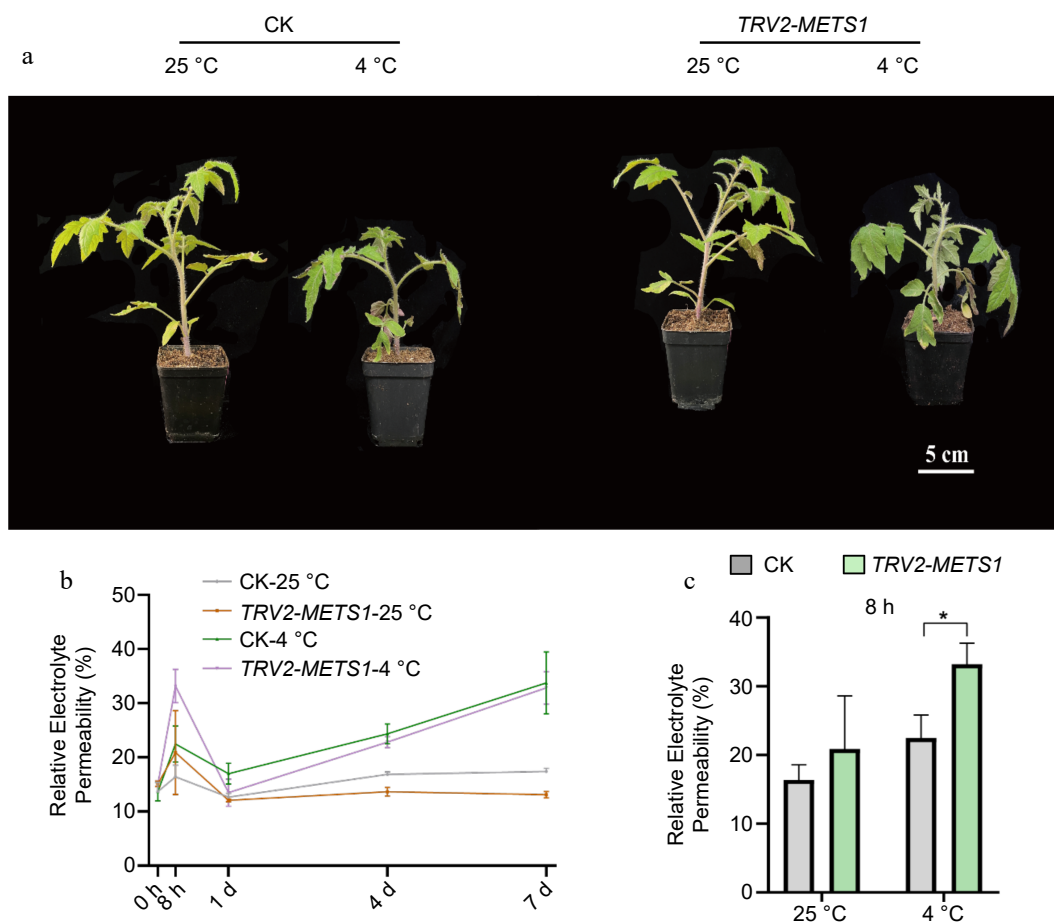 a
CK
TRV2-METS1
25 °C
4 °C
25 °C
4 °C
5 cm
b
CK-25 °C
TRV2-METS1-25 °C
CK-4 °C
TRV2-METS1-4 °C
Relative Electrolyte
Permeability (%)
50
40
30
20
10
0
0 h
8 h
1 d
4 d
7 d
c
CK
TRV2-METS1
8 h
*
Relative Electrolyte
Permeability (%)
40
30
20
10
0
25 °C
4 °C